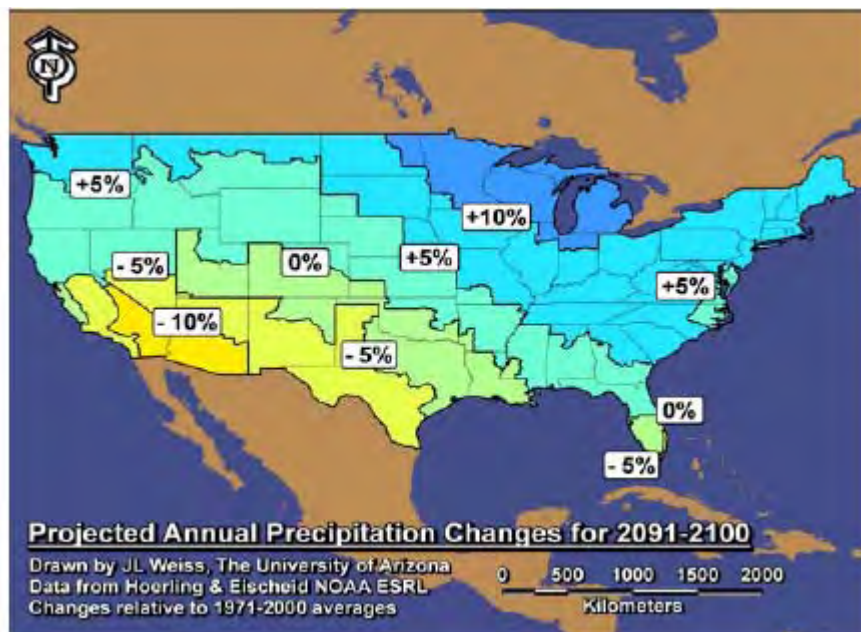 N
+5%
+10%
- 5%
0%
+5%
+5%
- 10%
- 5%
0%
- 5%
Projected Annual Precipitation Changes for 2091-2100
Drawn by JL Weiss, The University of Arizona
Data from Hoerling & Eischeid NOAA ESRL
Changes relative to 1971-2000 averages
0 500 1000 1500 2000
Kilometers